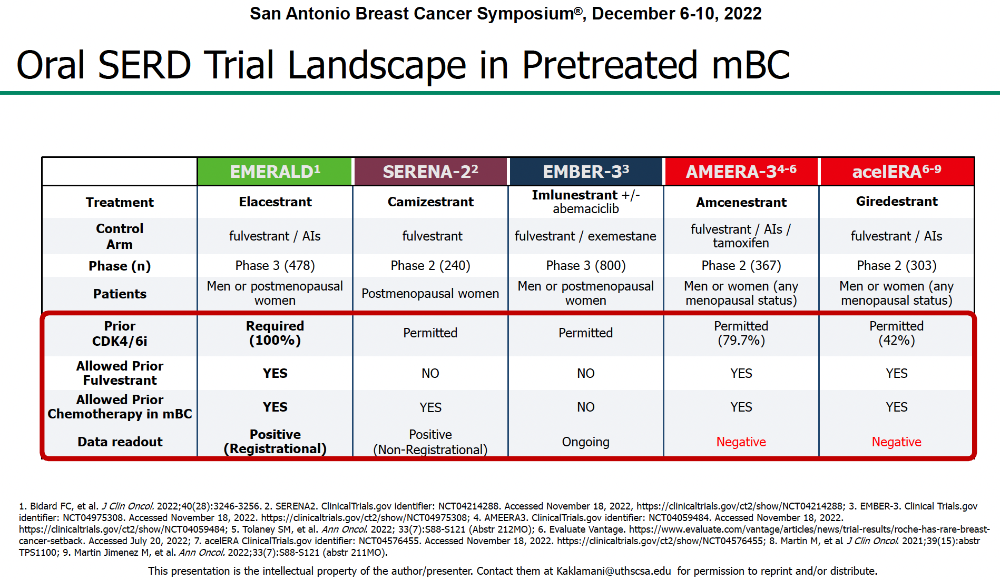 San Antonio Breast Cancer Symposium®, December 6-10, 2022
Oral SERD Trial Landscape in Pretreated mBC
EMERALD1 SERENA-22 EMBER-33 AMEERA-34-6 acelERA6-9
Treatment Elacestrant Camizestrant Imlunestrant +/- abemaciclib Amcenestrant Giredestrant
Control Arm fulvestrant / AIs fulvestrant fulvestrant / exemestane fulvestrant / AIs / tamoxifen fulvestrant / AIs
Phase (n) Phase 3 (478) Phase 2 (240) Phase 3 (800) Phase 2 (367) Phase 2 (303)
Patients Men or postmenopausal women Postmenopausal women Men or postmenopausal women Men or women (any menopausal status) Men or women (any menopausal status)
Prior CDK4/6i Required (100%) Permitted Permitted Permitted (79.7%) Permitted (42%)
Allowed Prior Fulvestrant YES NO NO YES YES
Allowed Prior Chemotherapy in mBC YES YES NO YES YES
Data readout Positive (Registrational) Positive (Non-Registrational) Ongoing Negative Negative
1. Bidard FC, et al. J Clin Oncol. 2022;40(28):3246-3256. 2. SERENA2. ClinicalTrials.gov identifier: NCT04214288. Accessed November 18, 2022, https://clinicaltrials.gov/ct2/show/NCT04214288; 3. EMBER-3. Clinical Trials.gov
identifier: NCT04975308. Accessed November 18, 2022. https://clinicaltrials.gov/ct2/show/NCT04975308; 4. AMEERA3. ClinicalTrials.gov identifier: NCT04059484. Accessed November 18, 2022.
https://clinicaltrials.gov/ct2/show/NCT04059484; 5. Tolaney SM, et al. Ann Oncol. 2022; 33(7):S88-S121 (Abstr 212MO); 6. Evaluate Vantage. https://www.evaluate.com/vantage/articles/news/trial-results/roche-has-rare-breast-
cancer-setback. Accessed July 20, 2022; 7. acelERA ClinicalTrials.gov identifier: NCT04576455. Accessed November 18, 2022. https://clinicaltrials.gov/ct2/show/NCT04576455; 8. Martin M, et al. J Clin Oncol. 2021;39(15):abstr
TPS1100; 9. Martin Jimenez M, et al. Ann Oncol. 2022;33(7):S88-S121 (abstr 211MO).
This presentation is the intellectual property of the author/presenter. Contact them at Kaklamani@uthscsa.edu for permission to reprint and/or distribute.